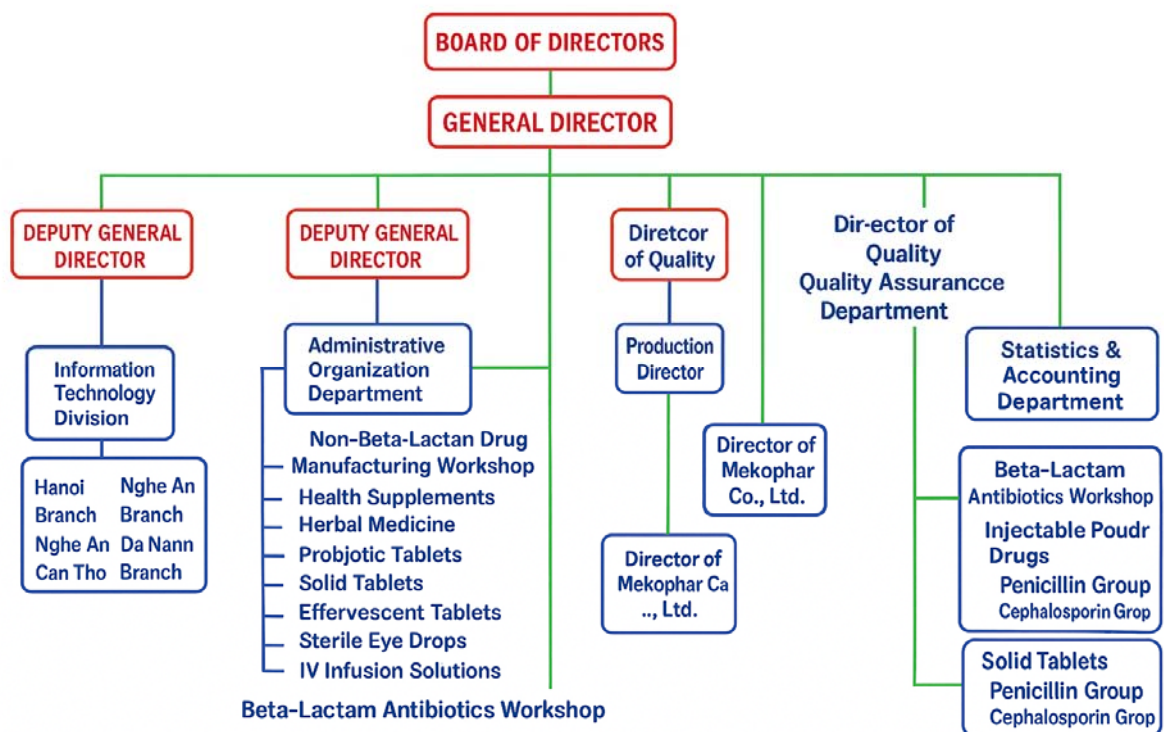 BOARD OF DIRECTORS
GENERAL DIRECTOR
DEPUTY GENERAL
DIRECTOR
Information
Technology
Division
Hanoi Nghe An
Branch Branch
Nghe An Da Nann
Can Tho Branch
DEPUTY GENERAL
DIRECTOR
Administrative
Organization
Department
Non-Beta-Lactan Drug
Manufacturing Workshop
Health Supplements
Herbal Medicine
Probjotic Tablets
Solid Tablets
Effervescent Tablets
Sterile Eye Drops
IV Infusion Solutions
Beta-Lactam Antibiotics Workshop
Diretcor
of Quality
Production
Director
Director of
Mekophar Ca
.., Ltd.
Director of
Mekophar
Co., Ltd.
Dir-ector of
Quality
Quality Assurancce
Department
Statistics &
Accounting
Department
Beta-Lactam
Antibiotics Workshop
Injectable Poudr
Drugs
Penicillin Group
Cephalosporin Grop
Solid Tablets
Penicillin Group
Cephalosporin Grop